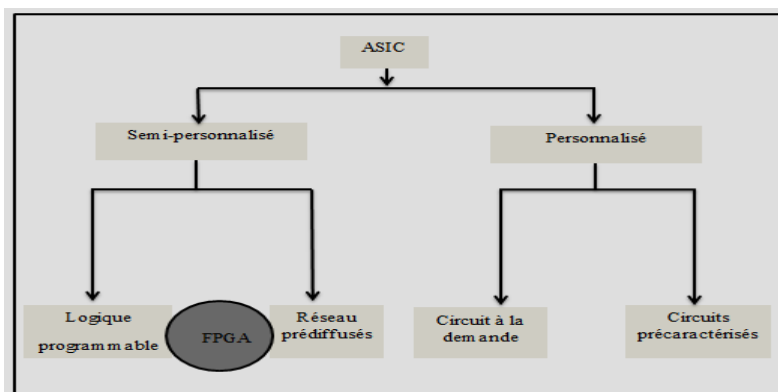 ASIC
Semi-personnalisé
Personnalisé
Logique
programmable
FPGA
Réseau
prédiffusés
Circuit à la
demande
Circuits
précaractérisés